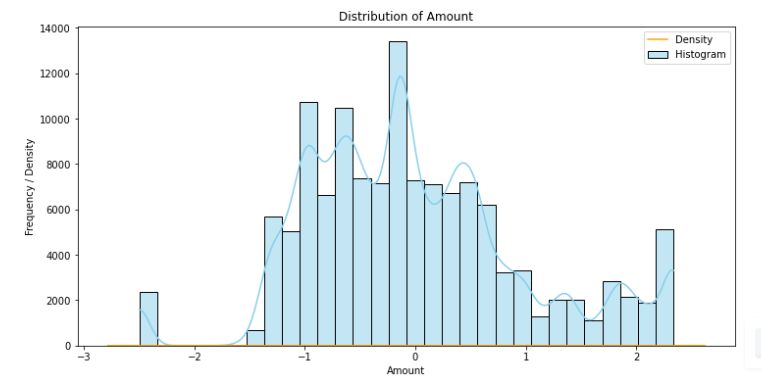 Distribution of Amount
14000
12000
10000
8000
6000
4000
2000
0
Frequency / Density
Density
Histogram
−3
−2
−1
0
1
2
Amount